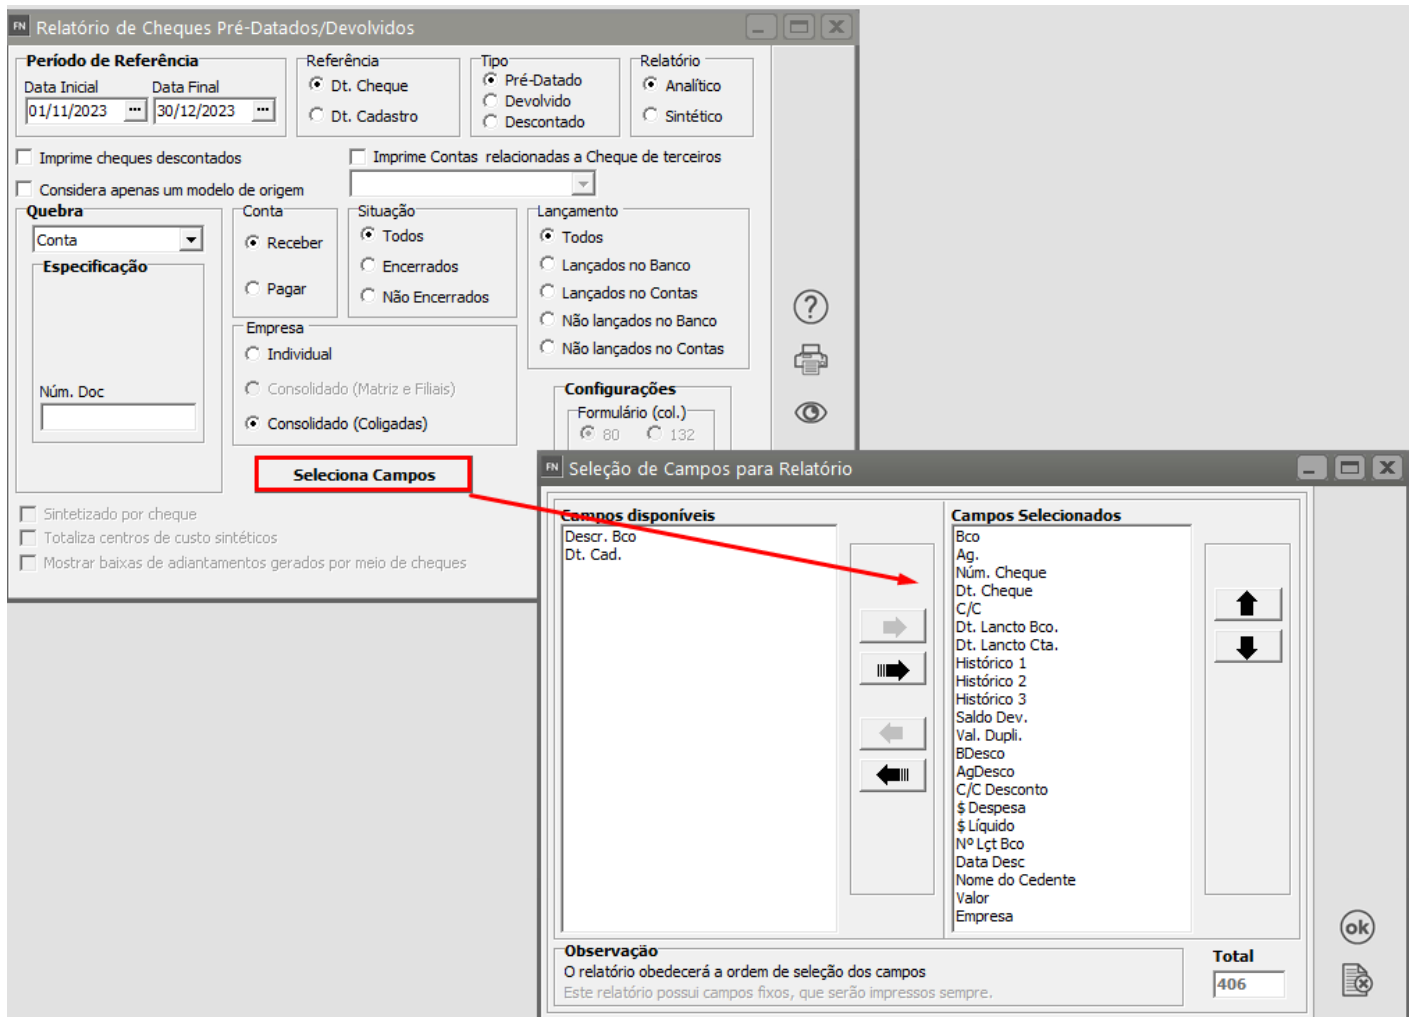 FN Relatório de Cheques Pré-Datados/Devolvidos
Período de Referência
Data Inicial Data Final
01/11/2023 ... 30/12/2023 ...
Referência
Dt. Cheque
Dt. Cadastro
Tipo
Pré-Datado
Devolvido
Descontado
Relatório
Analítico
Sintético
Imprime cheques descontados
Imprime Contas relacionadas a Cheque de terceiros
Considera apenas um modelo de origem
Quebra
Conta
Especificação
Núm. Doc
Conta
Receber
Pagar
Situação
Todos
Encerrados
Não Encerrados
Lançamento
Todos
Lançados no Banco
Lançados no Contas
Não lançados no Banco
Não lançados no Contas
Empresa
Individual
Consolidado (Matriz e Filiais)
Consolidado (Coligadas)
Configurações
Formulário (col.)
80 132
Seleciona Campos
Sintetizado por cheque
Totaliza centros de custo sintéticos
Mostrar baixas de adiantamentos gerados por meio de cheques
?
FN Seleção de Campos para Relatório
Campos disponíveis
Descr. Bco
Dt. Cad.
Campos Selecionados
Bco
Ag.
Núm. Cheque
Dt. Cheque
C/C
Dt. Lancto Bco.
Dt. Lancto Cta.
Histórico 1
Histórico 2
Histórico 3
Saldo Dev.
Val. Dupli.
BDesco
AgDesco
C/C Desconto
$ Despesa
$ Líquido
Nº Lçt Bco
Data Desc
Nome do Cedente
Valor
Empresa
Observação
O relatório obedecerá a ordem de seleção dos campos
Este relatório possui campos fixos, que serão impressos sempre.
Total
406
ok